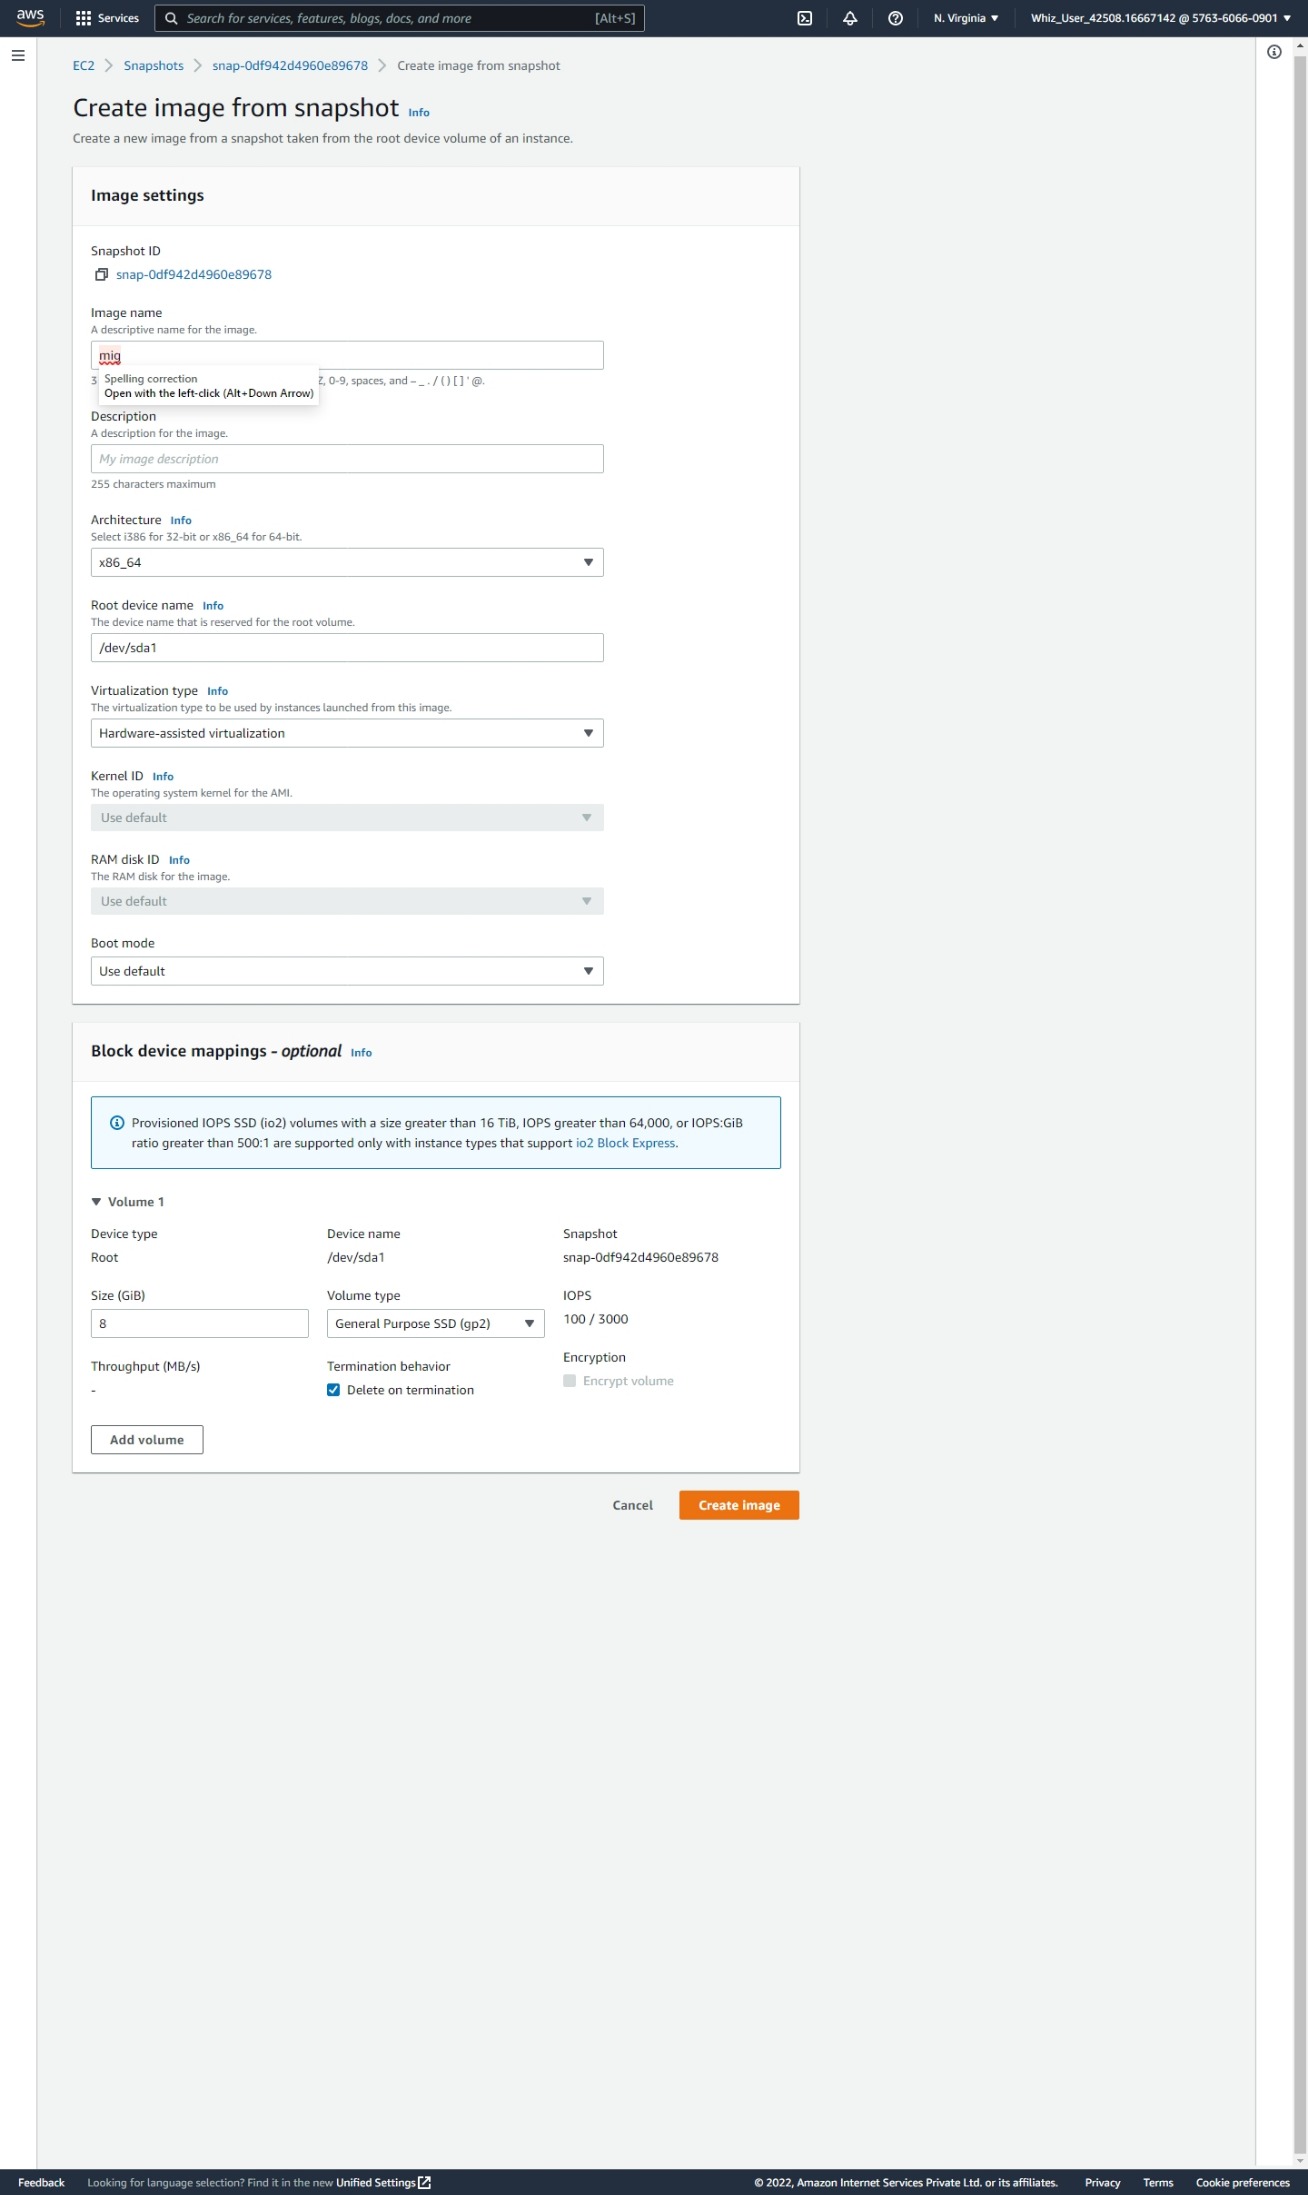 aws
Services
Search for services, features, blogs, docs, and more [Alt+S]
N. Virginia
Whiz_User_42508.16667142 @ 5763-6066-0901
EC2
Snapshots
snap-0df942d4960e89678
Create image from snapshot
Create image from snapshot Info
Create a new image from a snapshot taken from the root device volume of an instance.
Image settings
Snapshot ID
snap-0df942d4960e89678
Image name
A descriptive name for the image.
mig
Spelling correction
Open with the left-click (Alt+Down Arrow)
3
Z, 0-9, spaces, and – _ . / ( ) [ ] ' @.
Description
A description for the image.
My image description
255 characters maximum
Architecture Info
Select i386 for 32-bit or x86_64 for 64-bit.
x86_64
Root device name Info
The device name that is reserved for the root volume.
/dev/sda1
Virtualization type Info
The virtualization type to be used by instances launched from this image.
Hardware-assisted virtualization
Kernel ID Info
The operating system kernel for the AMI.
Use default
RAM disk ID Info
The RAM disk for the image.
Use default
Boot mode
Use default
Block device mappings - optional Info
Provisioned IOPS SSD (io2) volumes with a size greater than 16 TiB, IOPS greater than 64,000, or IOPS:GiB
ratio greater than 500:1 are supported only with instance types that support io2 Block Express.
Volume 1
Device type
Root
Device name
/dev/sda1
Snapshot
snap-0df942d4960e89678
Size (GiB)
8
Volume type
General Purpose SSD (gp2)
IOPS
100 / 3000
Throughput (MB/s)
-
Termination behavior
Delete on termination
Encryption
Encrypt volume
Add volume
Cancel
Create image
Feedback
Looking for language selection? Find it in the new Unified Settings
© 2022, Amazon Internet Services Private Ltd. or its affiliates.
Privacy
Terms
Cookie preferences